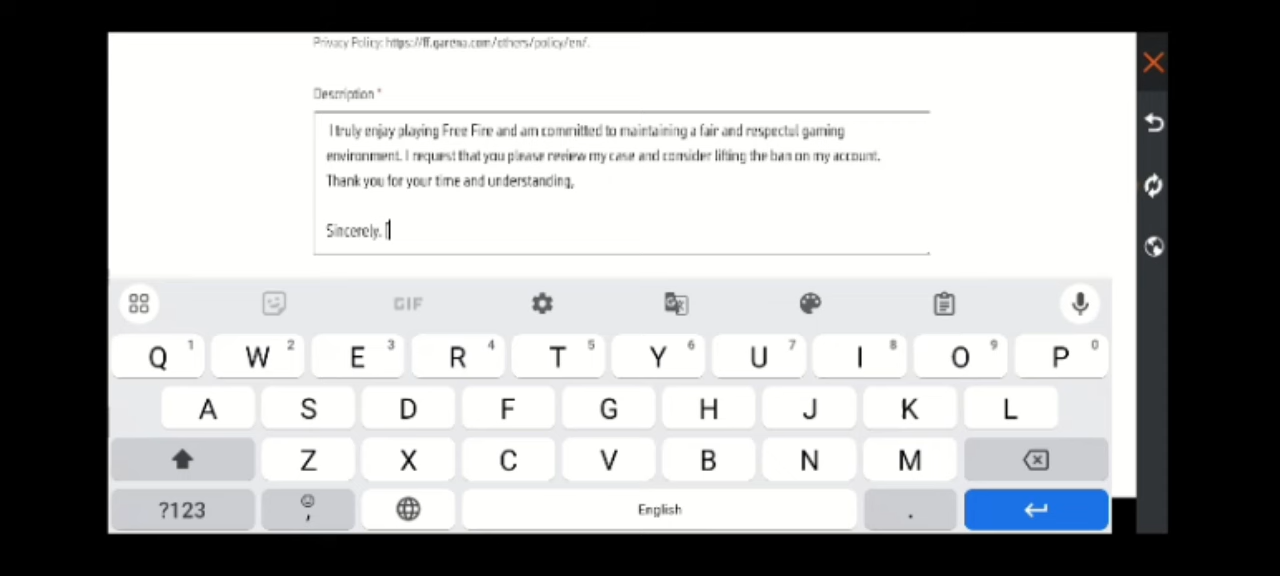 Privacy Policy: https://ff.garena.com/others/policy/en/.
Description *
I truly enjoy playing Free Fire and am committed to maintaining a fair and respectul gaming
environment. I request that you please review my case and consider lifting the ban on my account.
Thank you for your time and understanding,
Sincerely. [
GIF
Q 1 W 2 E 3 R 4 T 5 Y 6 U 7 I 8 O 9 P 0
A S D F G H J K L
Z X C V B N M
?123 , English .